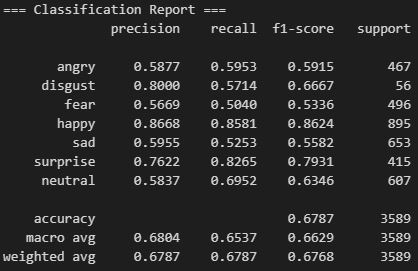 === Classification Report ===
precision recall f1-score support
angry 0.5877 0.5953 0.5915 467
disgust 0.8000 0.5714 0.6667 56
fear 0.5669 0.5040 0.5336 496
happy 0.8668 0.8581 0.8624 895
sad 0.5955 0.5253 0.5582 653
surprise 0.7622 0.8265 0.7931 415
neutral 0.5837 0.6952 0.6346 607
accuracy 0.6787 3589
macro avg 0.6804 0.6537 0.6629 3589
weighted avg 0.6787 0.6787 0.6768 3589